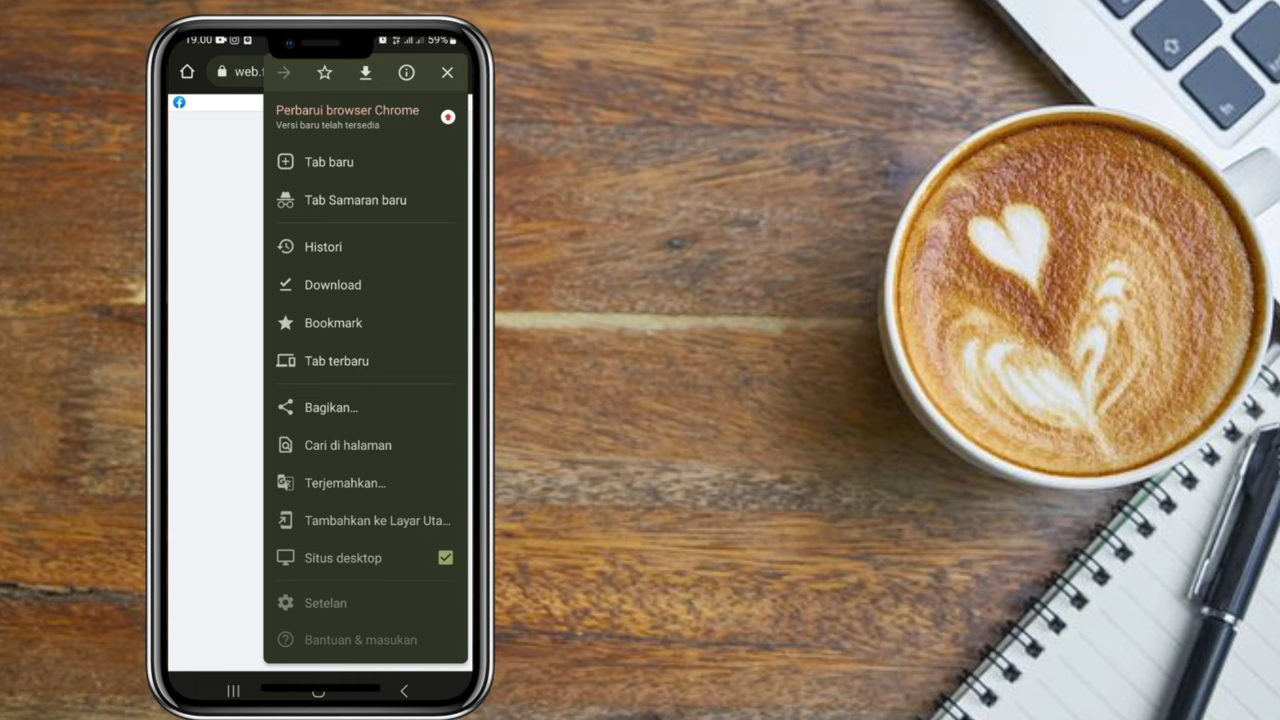 19.00
59%
web.
Perbarui browser Chrome
Versi baru telah tersedia
Tab baru
Tab Samaran baru
Histori
Download
Bookmark
Tab terbaru
Bagikan...
Cari di halaman
Terjemahkan...
Tambahkan ke Layar Uta...
Situs desktop
Setelan
Bantuan & masukan
fn